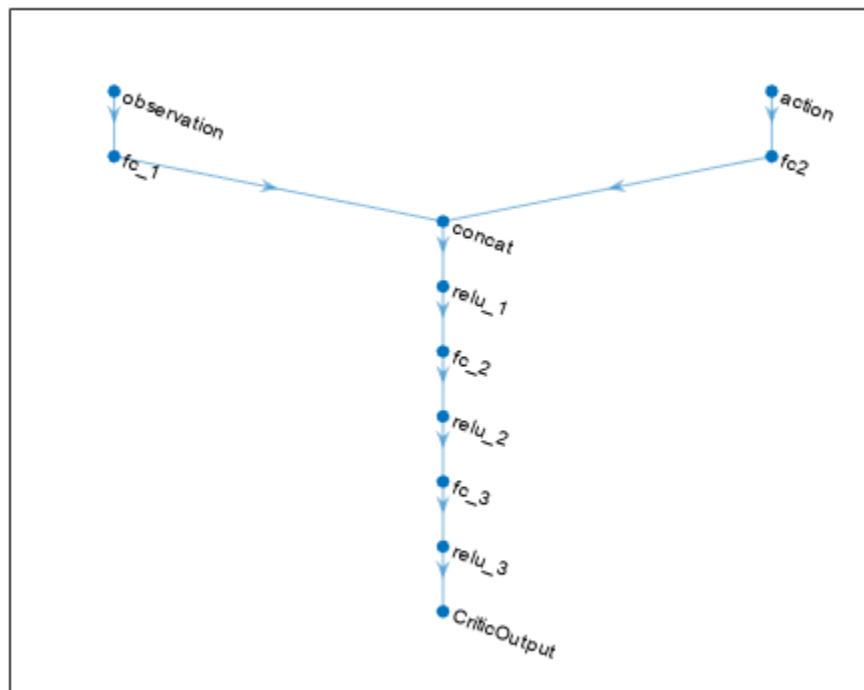 observation
action
fc_1
fc2
concat
relu_1
fc_2
relu_2
fc_3
relu_3
CriticOutput